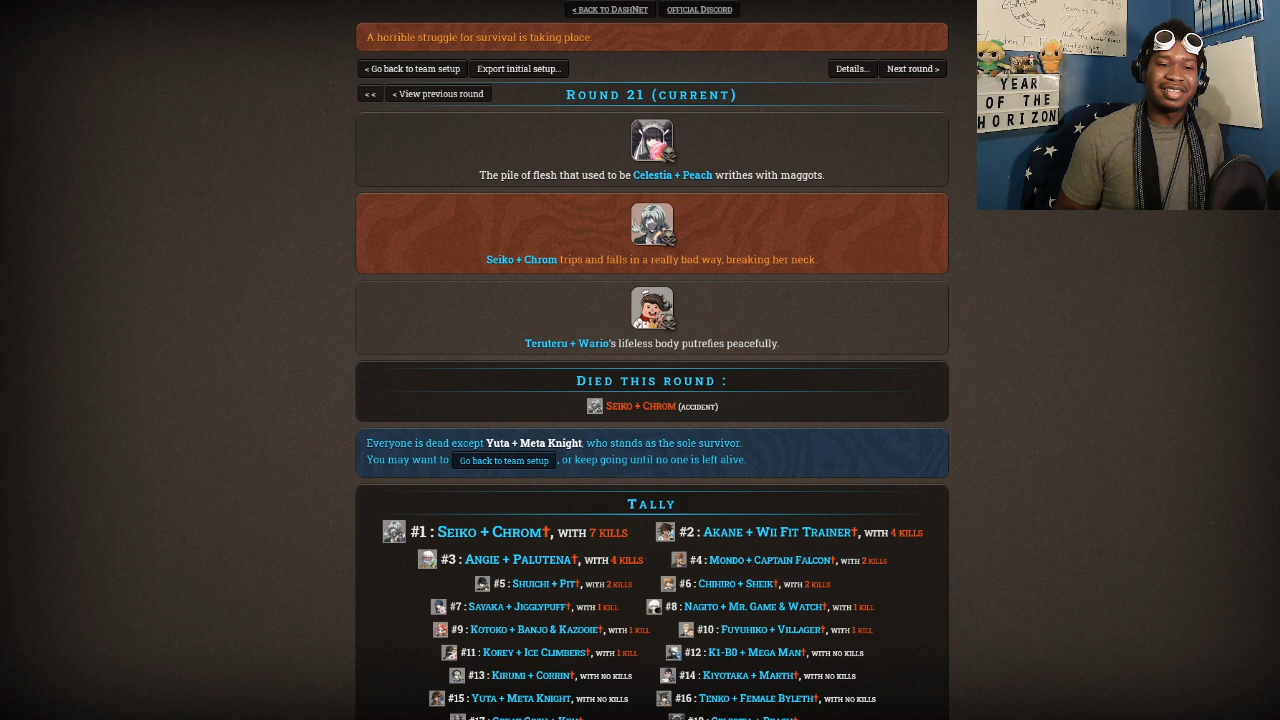 < BACK TO DASHNET
OFFICIAL DISCORD
A horrible struggle for survival is taking place:
< Go back to team setup
Export initial setup...
Details...
Next round >
< <
< View previous round
ROUND 21 (CURRENT)
The pile of flesh that used to be Celestia + Peach writhes with maggots.
Seiko + Chrom trips and falls in a really bad way, breaking her neck.
Teruteru + Wario's lifeless body putrefies peacefully.
DIED THIS ROUND :
SEIKO + CHROM (ACCIDENT)
Everyone is dead except Yuta + Meta Knight, who stands as the sole survivor.
You may want to Go back to team setup , or keep going until no one is left alive.
TALLY
#1 : SEIKO + CHROM†, WITH 7 KILLS
#2 : AKANE + WII FIT TRAINER†, WITH 4 KILLS
#3 : ANGIE + PALUTENA†, WITH 4 KILLS
#4 : MONDO + CAPTAIN FALCON†, WITH 2 KILLS
#5 : SHUICHI + PIT†, WITH 2 KILLS
#6 : CHIHIRO + SHEIK†, WITH 2 KILLS
#7 : SAYAKA + JIGGLYPUFF†, WITH 1 KILL
#8 : NAGITO + MR. GAME & WATCH†, WITH 1 KILL
#9 : KOTOKO + BANJO & KAZOOIE†, WITH 1 KILL
#10 : FUYUHIKO + VILLAGER†, WITH 1 KILL
#11 : KOREY + ICE CLIMBERS†, WITH 1 KILL
#12 : K1-B0 + MEGA MAN†, WITH NO KILLS
#13 : KIRUMI + CORRIN†, WITH NO KILLS
#14 : KIYOTAKA + MARTH†, WITH NO KILLS
#15 : YUTA + META KNIGHT, WITH NO KILLS
#16 : TENKO + FEMALE BYLETH†, WITH NO KILLS
YEAR
OF THE
HORIZON